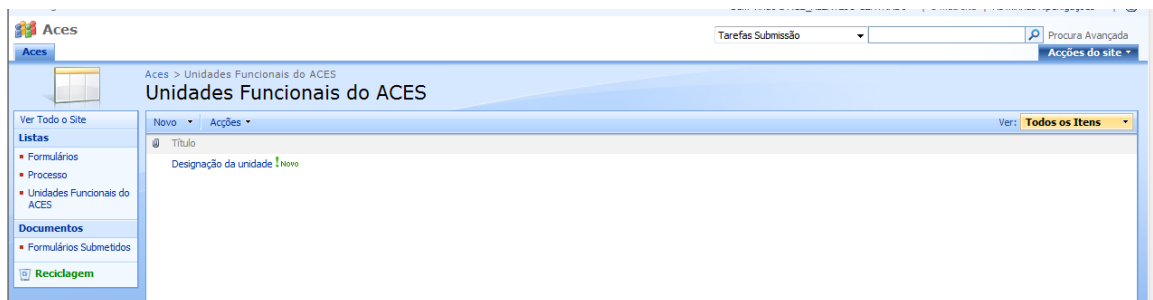 Aces
Tarefas Submissão
Procura Avançada
Aces
Acções do site
Aces > Unidades Funcionais do ACES
Unidades Funcionais do ACES
Ver Todo o Site
Novo Acções Ver: Todos os Itens
Listas
Título
Formulários
Designação da unidade ! Novo
Processo
Unidades Funcionais do
ACES
Documentos
Formulários Submetidos
Reciclagem